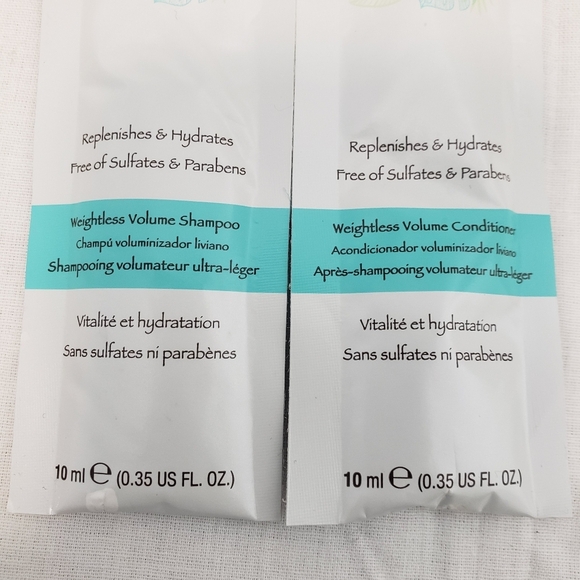 Replenishes & Hydrates
Free of Sulfates & Parabens
Weightless Volume Shampoo
Champú voluminizador liviano
Shampooing volumateur ultra-léger
Vitalité et hydratation
Sans sulfates ni parabènes
10 ml e (0.35 US FL. OZ.)
Replenishes & Hydrates
Free of Sulfates & Parabens
Weightless Volume Conditioner
Acondicionador voluminizador liviano
Après-shampooing volumateur ultra-léger
Vitalité et hydratation
Sans sulfates ni parabènes
10 ml e (0.35 US FL. OZ.)